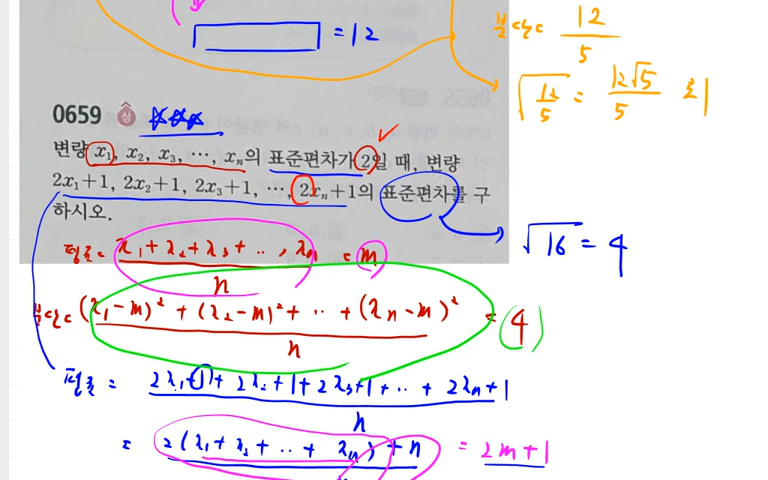 = 12
분산 = 12/5
√(12/5) = 12√5/5
0659 상 ☆☆☆
변량 x₁, x₂, x₃, ⋯, xₙ의 표준편차가 2일 때, 변량
2x₁+1, 2x₂+1, 2x₃+1, ⋯, 2xₙ+1의 표준편차를 구
하시오.
√16 = 4
평균 = (x₁+x₂+x₃+ ‥, xₙ)/n = m
분산 = ((x₁-m)²+(x₂-m)²+ ‥ +(xₙ-m)²)/n = 4
평균 = (2x₁+1+2x₂+1+2x₃+1+ ‥ + 2xₙ+1)/n
= 2(x₁+x₂+ ‥ + xₙ)+n = 2m+1